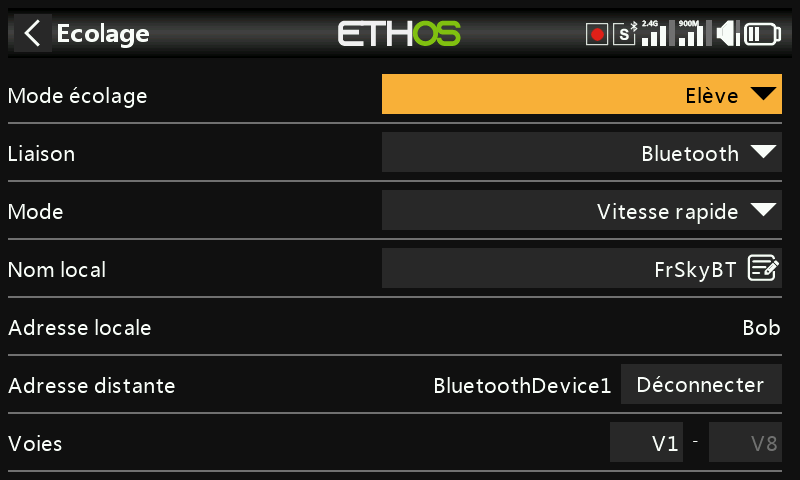 Ecolage ETHOS S 2.4G 900M
Mode écolage Elève
Liaison Bluetooth
Mode Vitesse rapide
Nom local FrSkyBT
Adresse locale Bob
Adresse distante BluetoothDevice1 Déconnecter
Voies V1 - V8